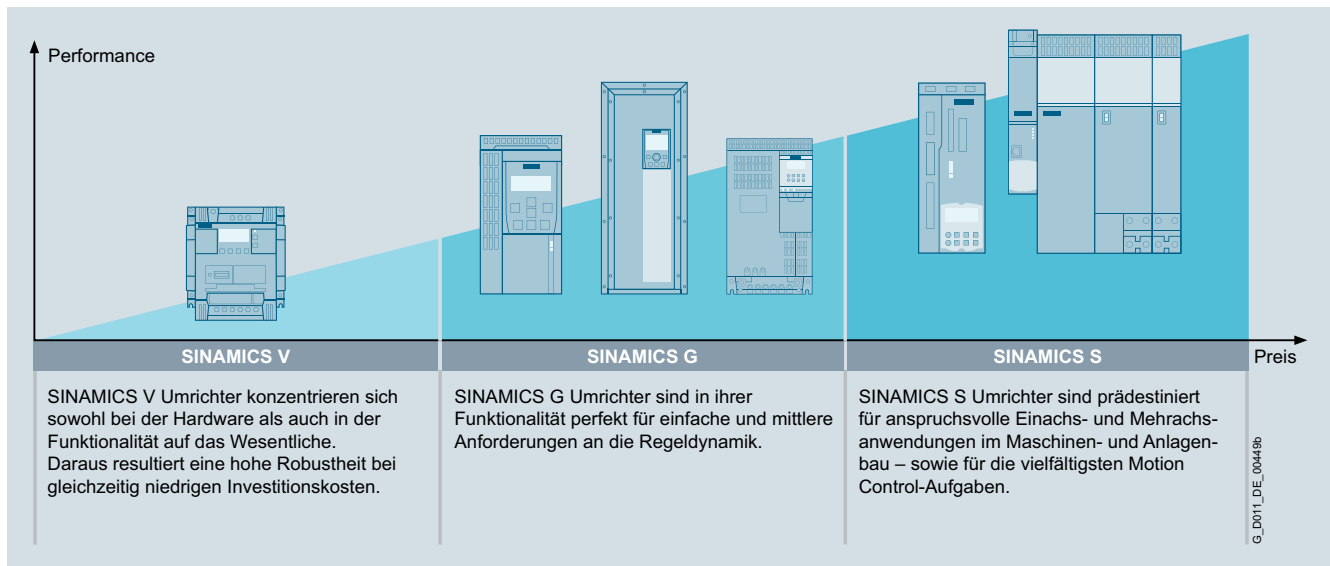 Performance
SINAMICS V
SINAMICS G
SINAMICS S
Preis
SINAMICS V Umrichter konzentrieren sich
sowohl bei der Hardware als auch in der
Funktionalität auf das Wesentliche.
Daraus resultiert eine hohe Robustheit bei
gleichzeitig niedrigen Investitionskosten.
SINAMICS G Umrichter sind in ihrer
Funktionalität perfekt für einfache und mittlere
Anforderungen an die Regeldynamik.
SINAMICS S Umrichter sind prädestiniert
für anspruchsvolle Einachs- und Mehrachs-
anwendungen im Maschinen- und Anlagen-
bau – sowie für die vielfältigsten Motion
Control-Aufgaben.
G_D011_DE_00449b